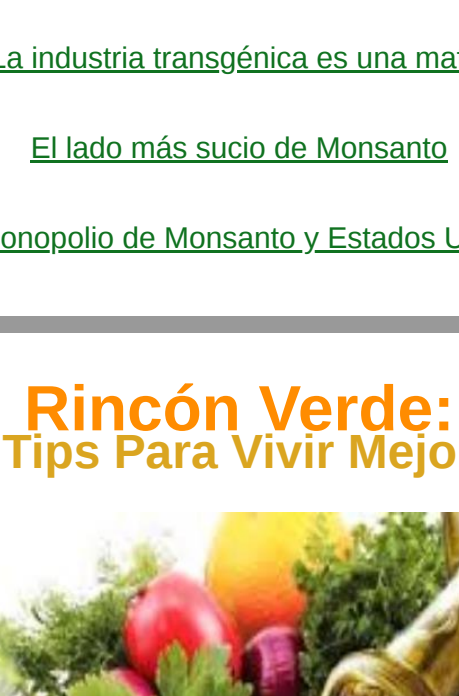 La industria transgénica es una
El lado más sucio de Monsanto
de Monsanto y Estados
Rincón Verde:
Tips Para Vivir